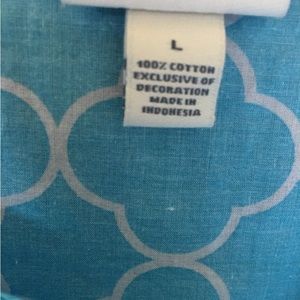 L
100% COTTON
EXCLUSIVE OF
DECORATION
MADE IN
INDONESIA